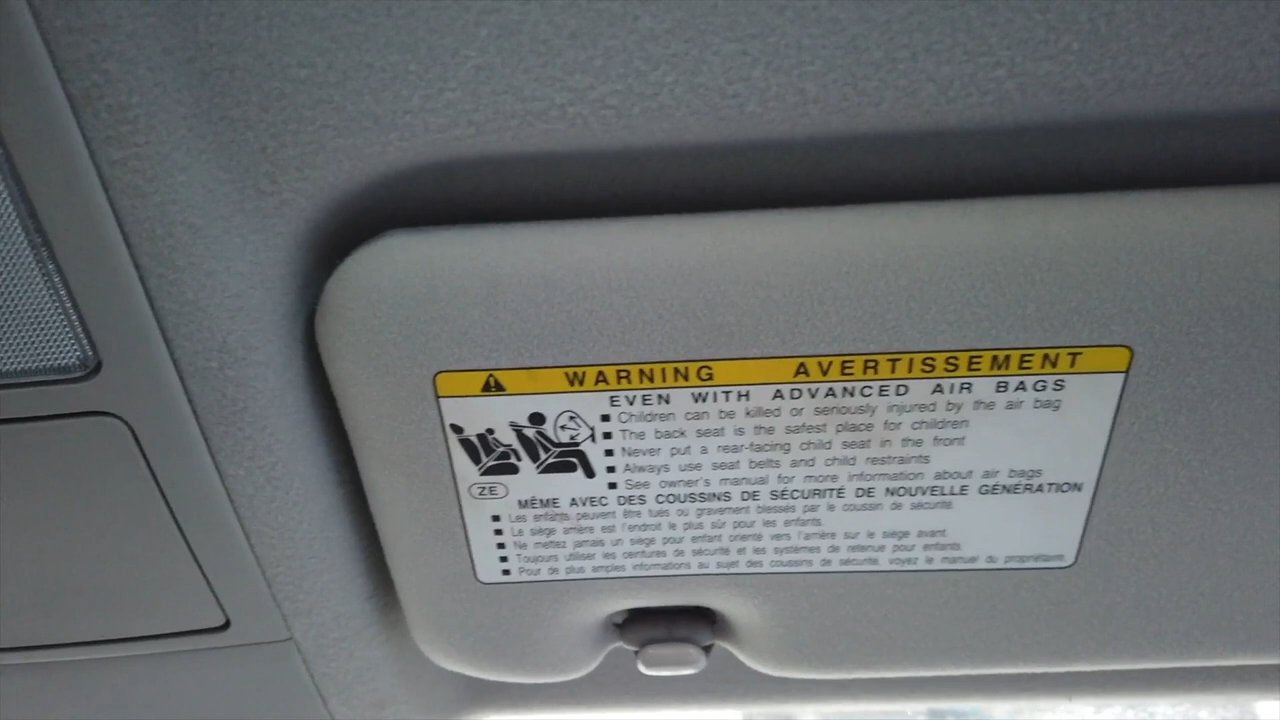 WARNING AVERTISSEMENT
EVEN WITH ADVANCED AIR BAGS
■ Children can be killed or seriously injured by the air bag
■ The back seat is the safest place for children
■ Never put a rear-facing child seat in the front
■ Always use seat belts and child restraints
■ See owner's manual for more information about air bags
ZE
MÊME AVEC DES COUSSINS DE SÉCURITÉ DE NOUVELLE GÉNÉRATION
■ Les enfants peuvent être tués ou gravement blessés par le coussin de sécurité.
■ Le siège arrière est l'endroit le plus sûr pour les enfants.
■ Ne mettez jamais un siège pour enfant orienté vers l'arrière sur le siège avant.
■ Toujours utiliser les ceintures de sécurité et les systèmes de retenue pour enfants.
■ Pour de plus amples informations au sujet des coussins de sécurité, voyez le manuel du propriétaire.